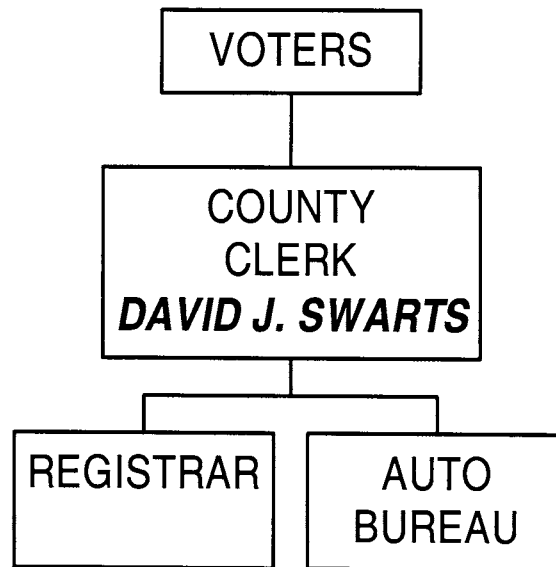 VOTERS
COUNTY
CLERK
DAVID J. SWARTS
REGISTRAR
AUTO
BUREAU